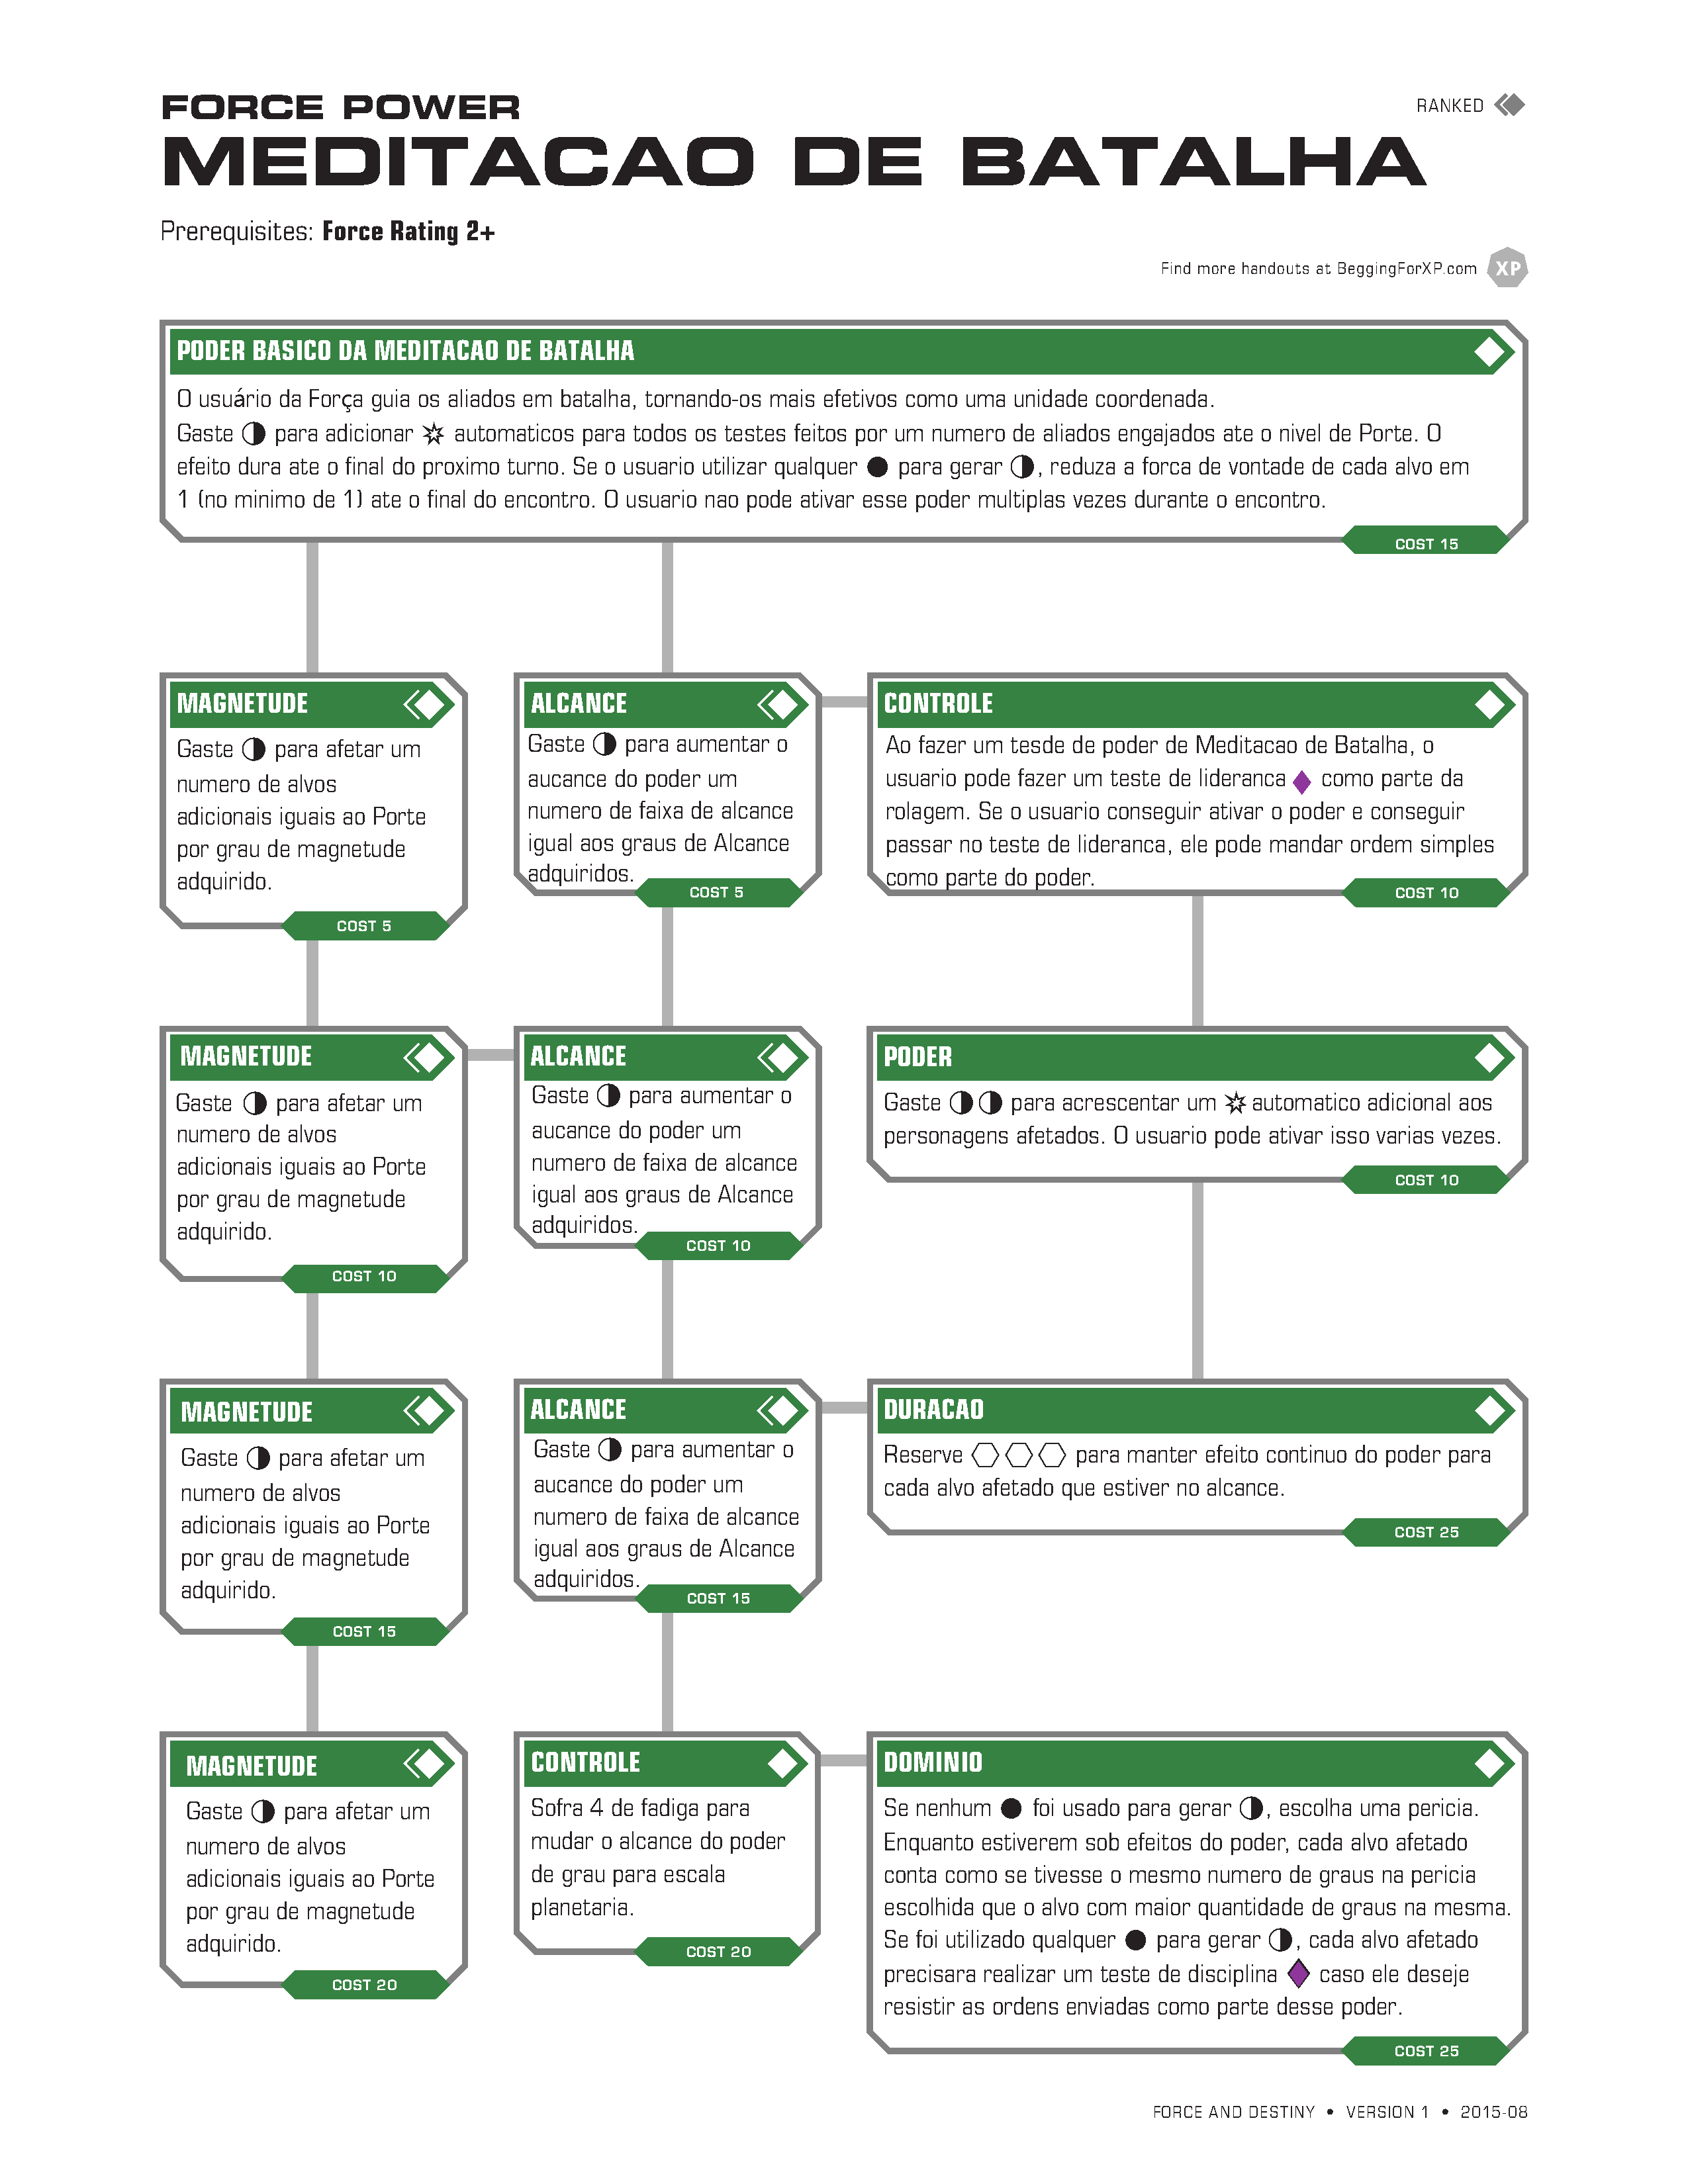 FORCE POWER
RANKED
MEDITACAO DE BATALHA
Prerequisites: Force Rating 2+
Find more handouts at BeggingForXP.com XP
PODER BASICO DA MEDITACAO DE BATALHA
O usuário da Força guia os aliados em batalha, tornando-os mais efetivos como uma unidade coordenada.
Gaste para adicionar automaticos para todos os testes feitos por um numero de aliados engajados ate o nivel de Porte. O
efeito dura ate o final do proximo turno. Se o usuario utilizar qualquer para gerar , reduza a forca de vontade de cada alvo em
1 (no minimo de 1) ate o final do encontro. O usuario nao pode ativar esse poder multiplas vezes durante o encontro.
COST 15
MAGNETUDE
Gaste para afetar um
numero de alvos
adicionais iguais ao Porte
por grau de magnetude
adquirido.
COST 5
ALCANCE
Gaste para aumentar o
aucance do poder um
numero de faixa de alcance
igual aos graus de Alcance
adquiridos.
COST 5
CONTROLE
Ao fazer um tesde de poder de Meditacao de Batalha, o
usuario pode fazer um teste de lideranca como parte da
rolagem. Se o usuario conseguir ativar o poder e conseguir
passar no teste de lideranca, ele pode mandar ordem simples
como parte do poder.
COST 10
MAGNETUDE
Gaste para afetar um
numero de alvos
adicionais iguais ao Porte
por grau de magnetude
adquirido.
COST 10
ALCANCE
Gaste para aumentar o
aucance do poder um
numero de faixa de alcance
igual aos graus de Alcance
adquiridos.
COST 10
PODER
Gaste para acrescentar um automatico adicional aos
personagens afetados. O usuario pode ativar isso varias vezes.
COST 10
MAGNETUDE
Gaste para afetar um
numero de alvos
adicionais iguais ao Porte
por grau de magnetude
adquirido.
COST 15
ALCANCE
Gaste para aumentar o
aucance do poder um
numero de faixa de alcance
igual aos graus de Alcance
adquiridos.
COST 15
DURACAO
Reserve para manter efeito continuo do poder para
cada alvo afetado que estiver no alcance.
COST 25
MAGNETUDE
Gaste para afetar um
numero de alvos
adicionais iguais ao Porte
por grau de magnetude
adquirido.
COST 20
CONTROLE
Sofra 4 de fadiga para
mudar o alcance do poder
de grau para escala
planetaria.
COST 20
DOMINIO
Se nenhum foi usado para gerar , escolha uma pericia.
Enquanto estiverem sob efeitos do poder, cada alvo afetado
conta como se tivesse o mesmo numero de graus na pericia
escolhida que o alvo com maior quantidade de graus na mesma.
Se foi utilizado qualquer para gerar , cada alvo afetado
precisara realizar um teste de disciplina caso ele deseje
resistir as ordens enviadas como parte desse poder.
COST 25
FORCE AND DESTINY • VERSION 1 • 2015-08